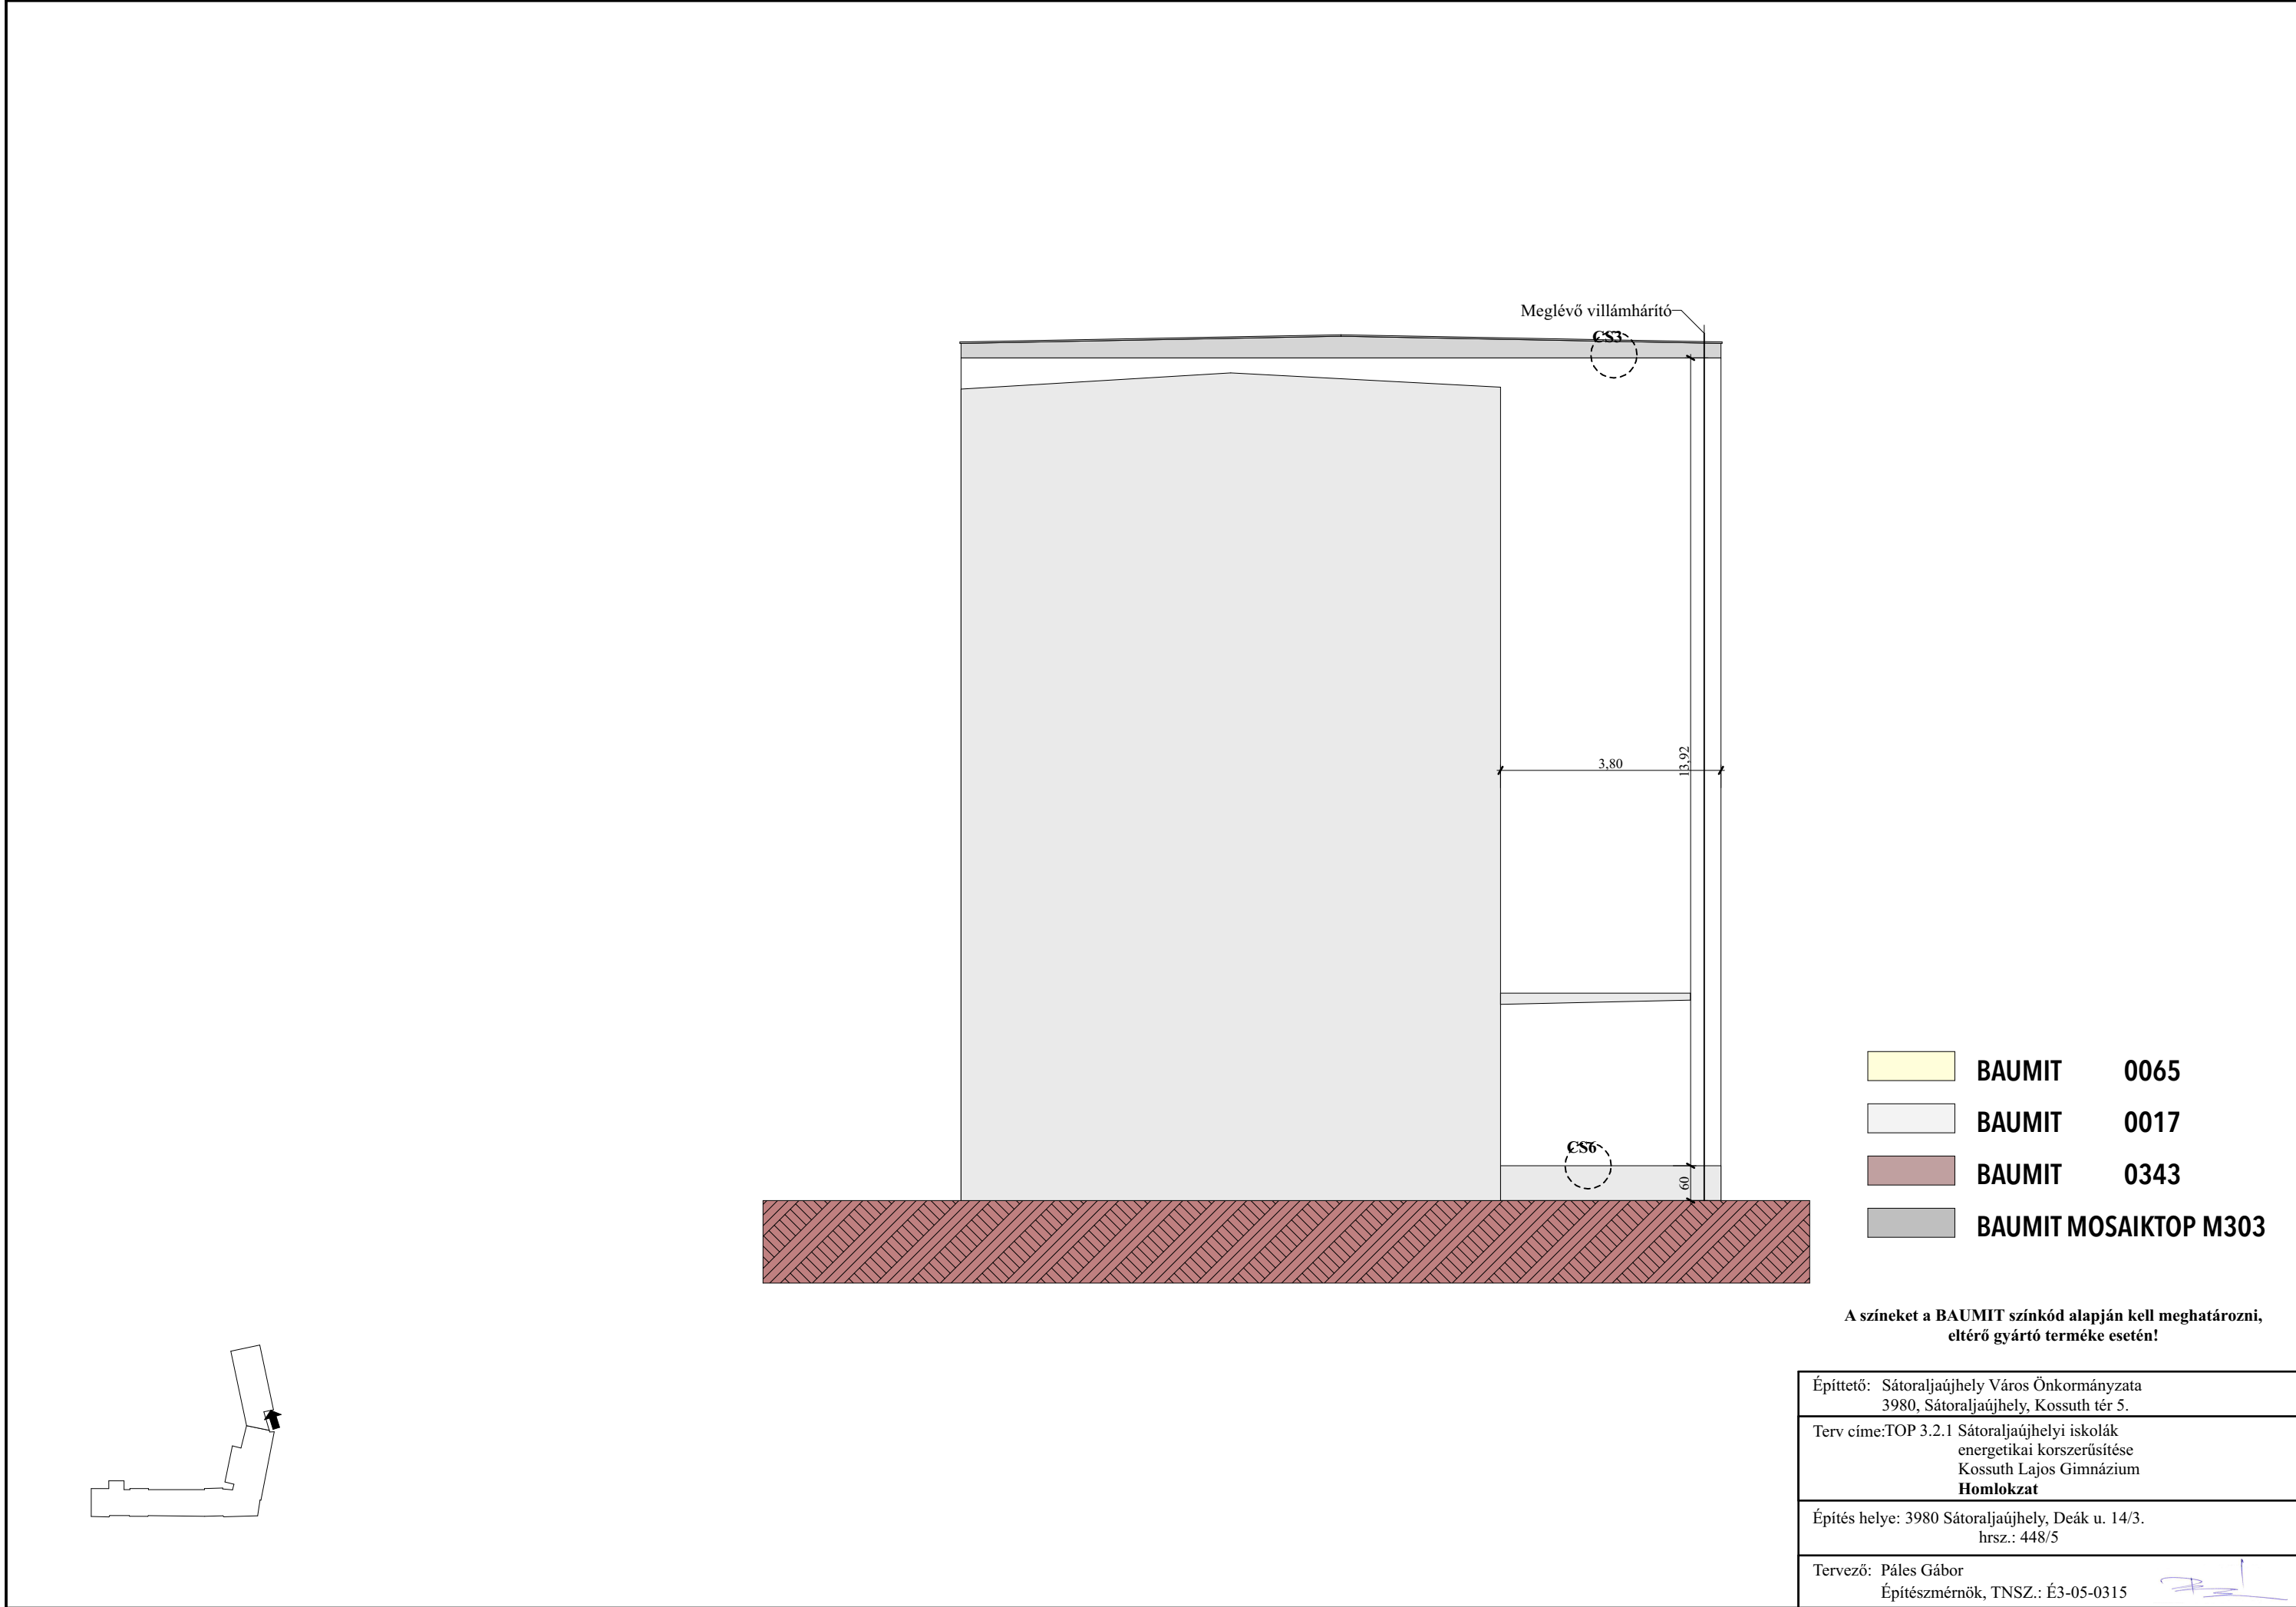 Meglévő villámhárító
CS3
3,80
13,92
CS6
60
BAUMIT 0065
BAUMIT 0017
BAUMIT 0343
BAUMIT MOSAIKTOP M303
A színeket a BAUMIT színkód alapján kell meghatározni,
eltérő gyártó terméke esetén!
Építtető: Sátoraljaújhely Város Önkormányzata
3980, Sátoraljaújhely, Kossuth tér 5.
Terv címe:TOP 3.2.1 Sátoraljaújhelyi iskolák
energetikai korszerűsítése
Kossuth Lajos Gimnázium
Homlokzat
Építés helye: 3980 Sátoraljaújhely, Deák u. 14/3.
hrsz.: 448/5
Tervező: Páles Gábor
Építészmérnök, TNSZ.: É3-05-0315